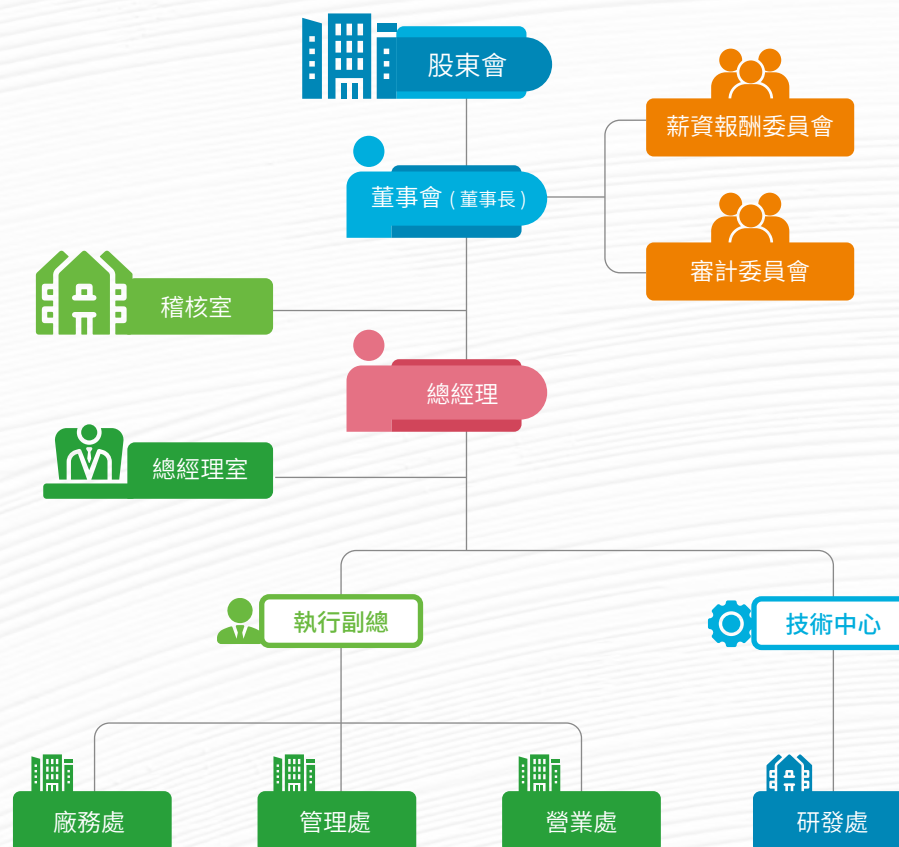 股東會
薪資報酬委員會
董事會 ( 董事長 )
審計委員會
稽核室
總經理
總經理室
執行副總
技術中心
廠務處
管理處
營業處
研發處